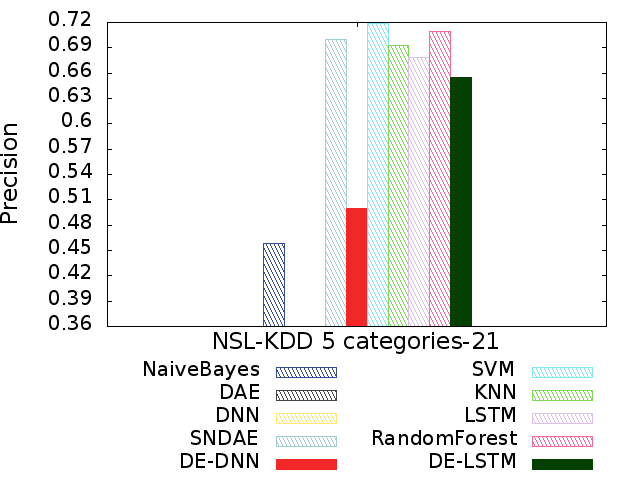 0.72
0.69
0.66
0.63
0.6
0.57
0.54
0.51
0.48
0.45
0.42
0.39
0.36
Precision
NSL-KDD 5 categories-21
NaiveBayes
DAE
DNN
SNDAE
DE-DNN
SVM
KNN
LSTM
RandomForest
DE-LSTM